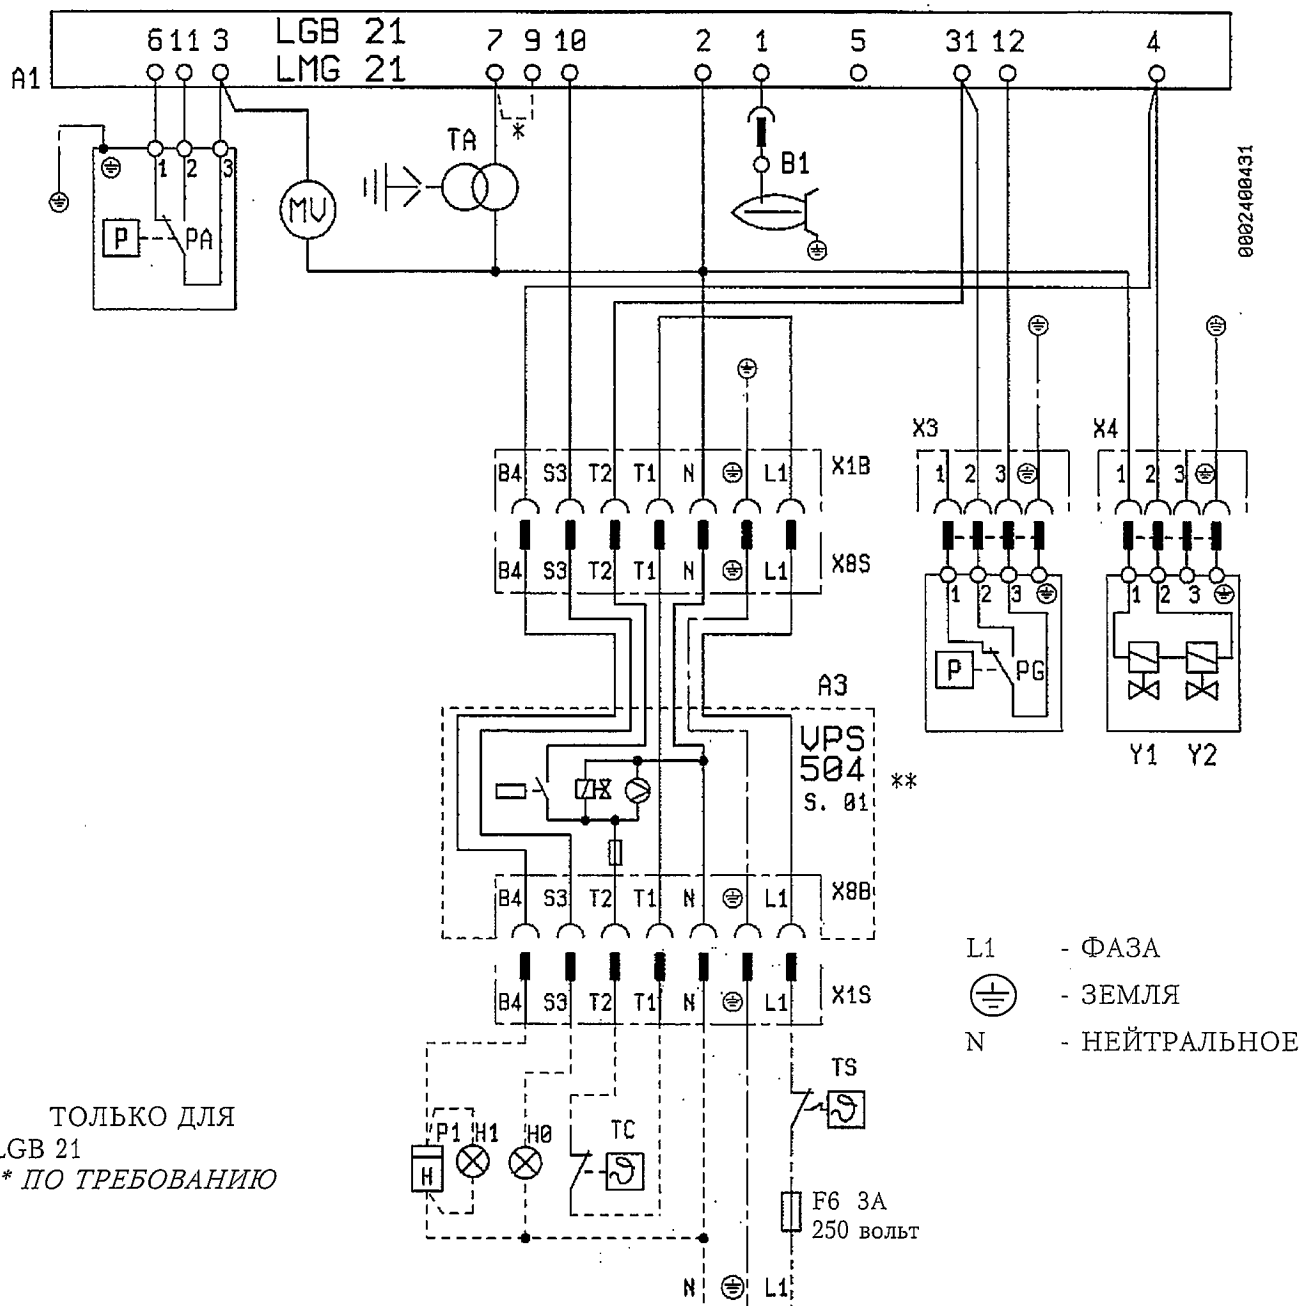 LGB 21
6 11 3 7 9 10 2 1 5 31 12 4
LMG 21
A1
TA
*
B1
0002400431
1 2 3
MV
P PA
X3 X4
B4 S3 T2 T1 N L1 X1B
1 2 3
1 2 3
B4 S3 T2 T1 N L1 X8S
1 2 3
1 2 3
P PG
A3
VPS
504
S. 01
**
Y1 Y2
B4 S3 T2 T1 N L1 X8B
L1 - ФАЗА
B4 S3 T2 T1 N L1 X1S
- ЗЕМЛЯ
N - НЕЙТРАЛЬНОЕ
TS
ТОЛЬКО ДЛЯ
LGB 21
* ПО ТРЕБОВАНИЮ
P1 H1 H0 TC
H
F6 3A
250 вольт
N L1